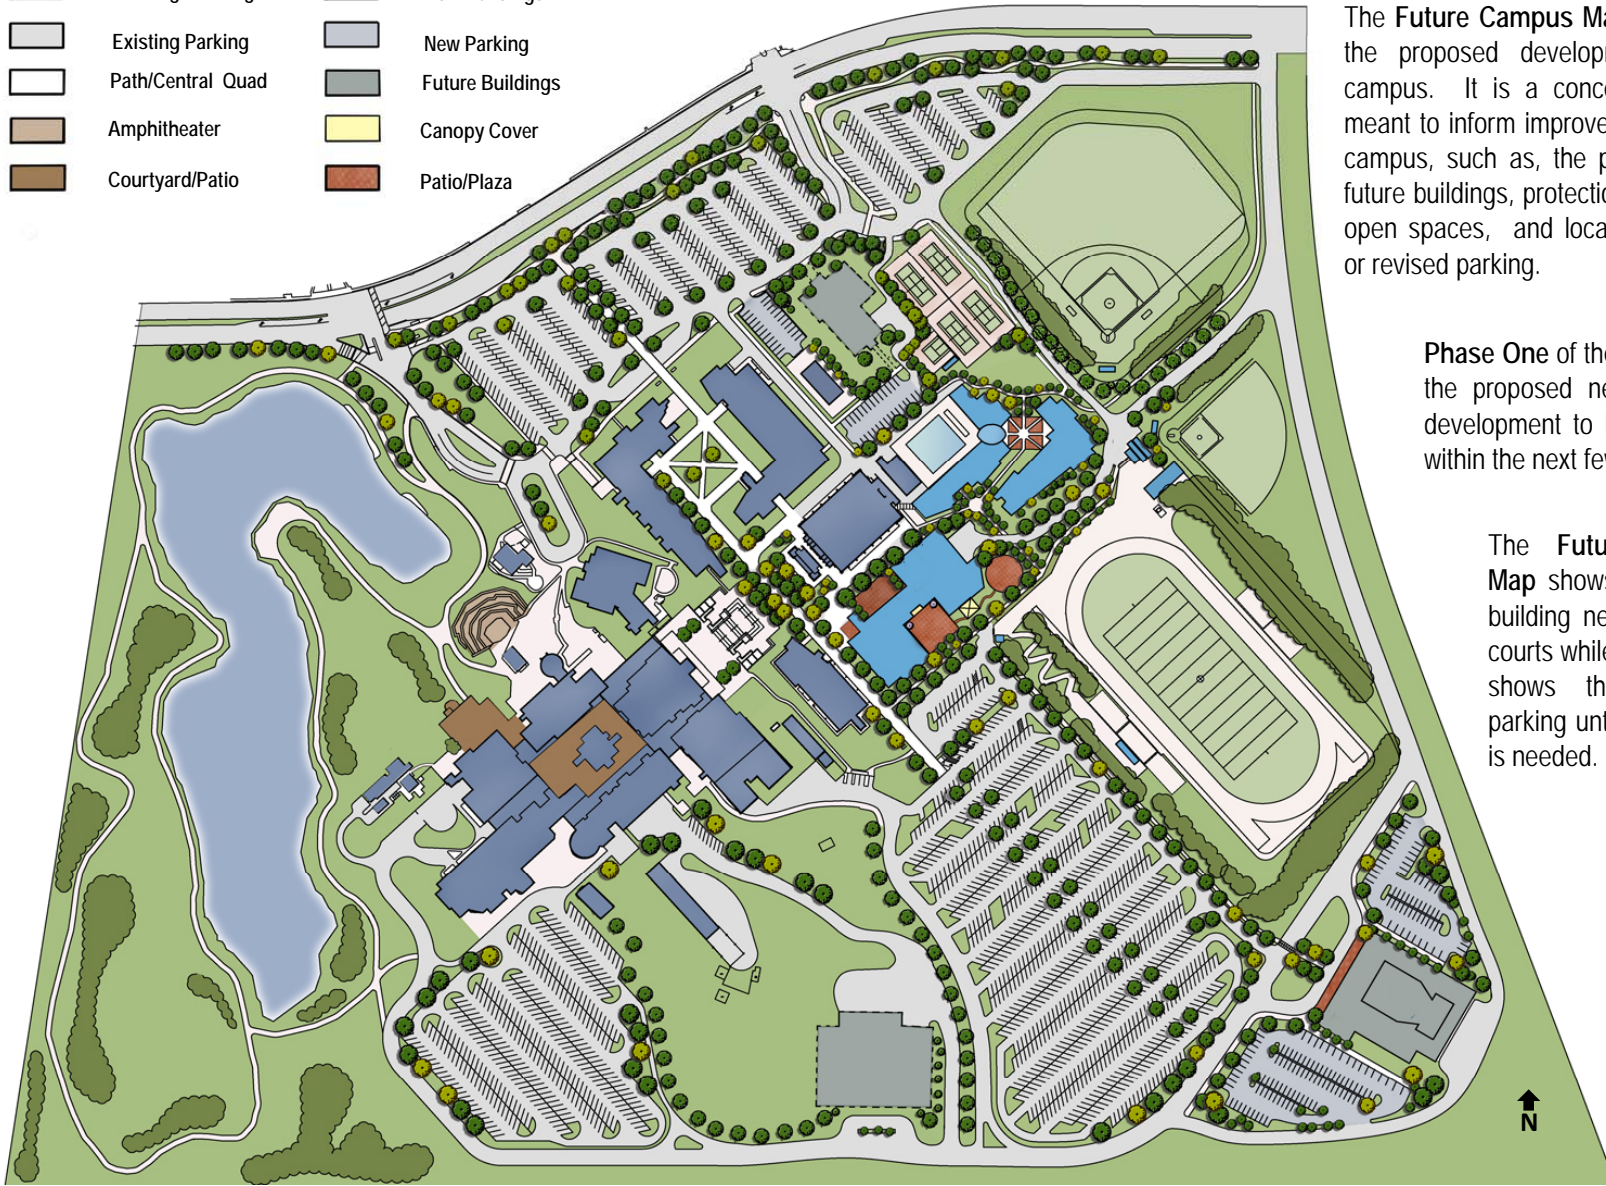 Existing Parking
New Parking
Path/Central Quad
Future Buildings
Amphitheater
Canopy Cover
Courtyard/Patio
Patio/Plaza
The Future Campus Ma
the proposed developm
campus. It is a conce
meant to inform improve
campus, such as, the p
future buildings, protectio
open spaces, and loca
or revised parking.
Phase One of the
the proposed ne
development to
within the next fe
The Futu
Map shows
building ne
courts while
shows th
parking unt
is needed.
N